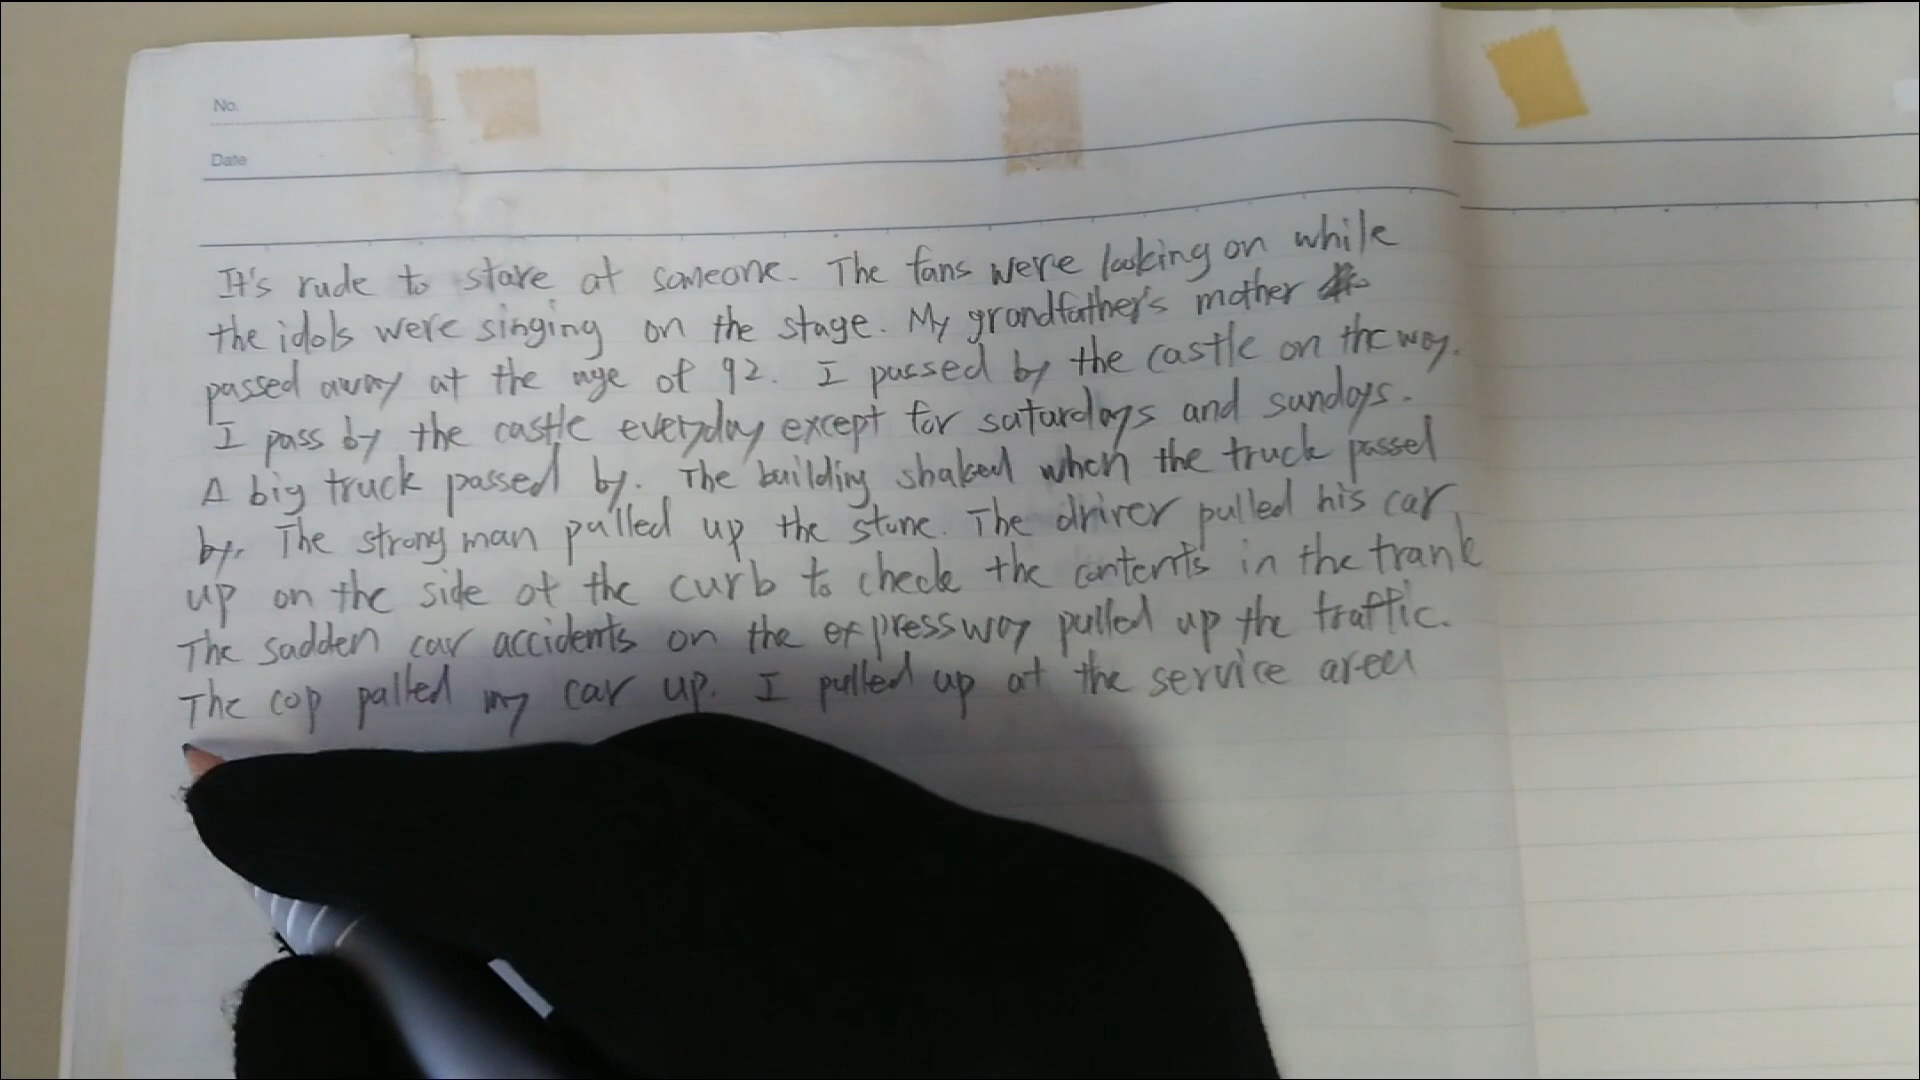 No.
Date
It's rude to stare at someone. The fans were looking on while
the idols were singing on the stage. My grandfather's mother
passed away at the age of 92. I passed by the castle on the way.
I pass by the castle everyday except for saturdays and sundays.
A big truck passed by. The building shaked when the truck passed
by. The strong man pulled up the stone. The driver pulled his car
up on the side of the curb to check the contents in the trank
The sadden car accidents on the expressway pulled up the traffic.
The cop palled my car up. I pulled up at the service area